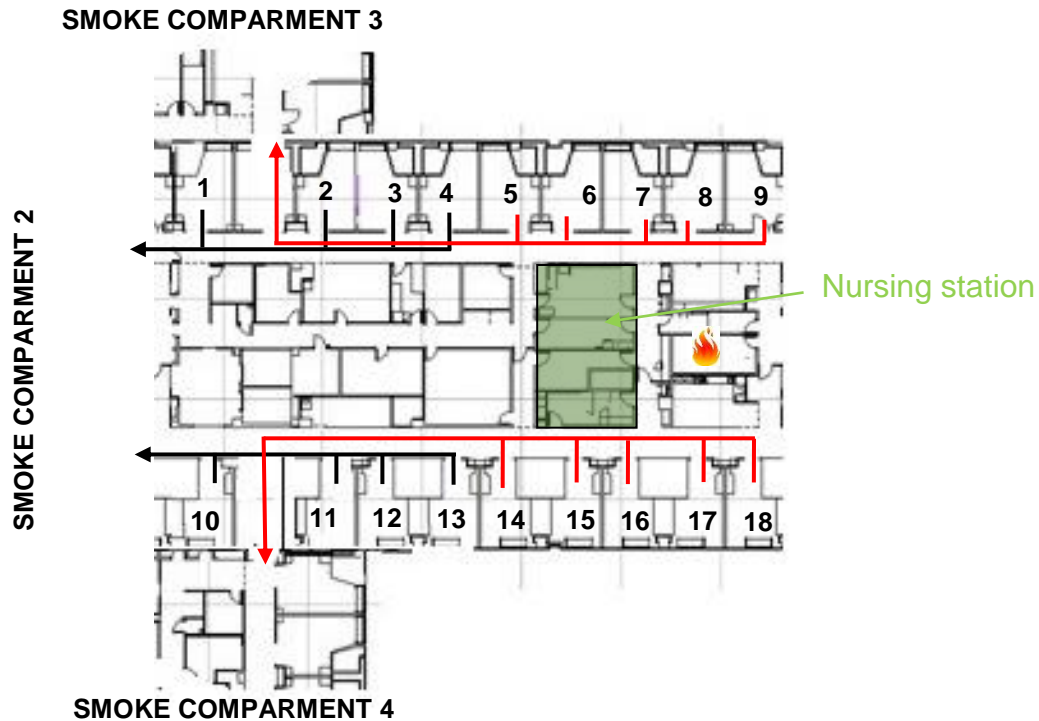 SMOKE COMPARMENT 3
1 2 3 4 5 6 7 8 9
SMOKE COMPARMENT 2
Nursing station
10 11 12 13 14 15 16 17 18
SMOKE COMPARMENT 4